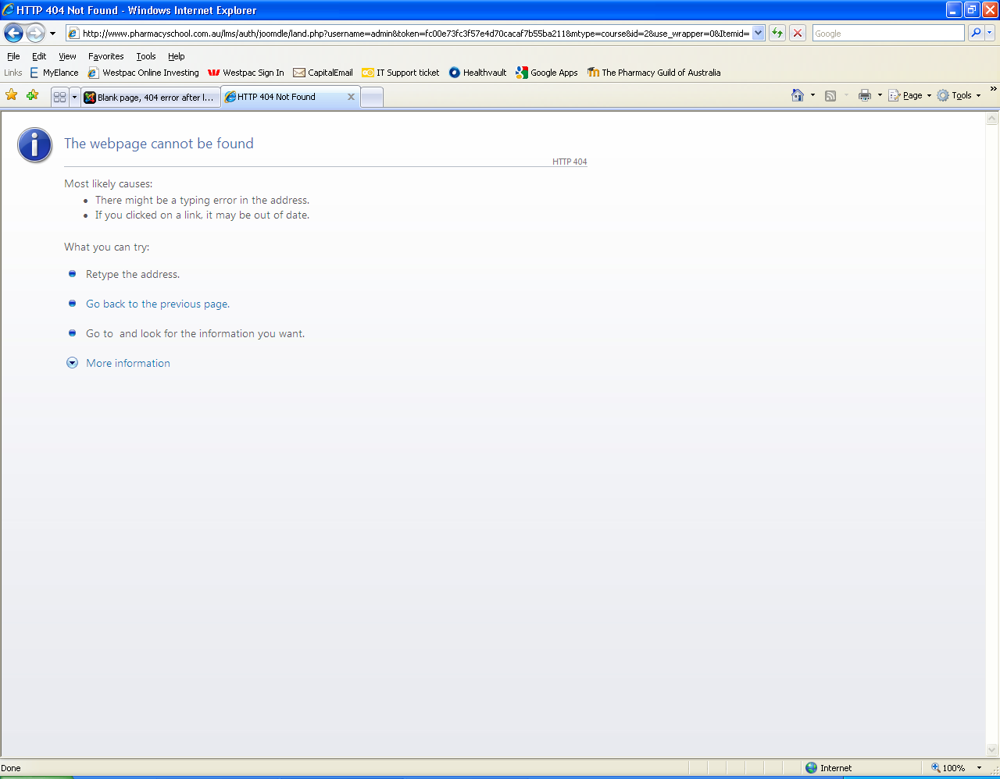 HTTP 404 Not Found - Windows Internet Explorer
http://www.pharmacyschool.com.au/lms/auth/joomdle/land.php?username=admin&token=fc00e73fc3f57e4d70cacaf7b55ba211&mtype=course&id=2&use_wrapper=0&Itemid=
Google
File Edit View Favorites Tools Help
Links MyElance Westpac Online Investing Westpac Sign In CapitalEmail IT Support ticket Healthvault Google Apps The Pharmacy Guild of Australia
Blank page, 404 error after l... HTTP 404 Not Found Page Tools
The webpage cannot be found
HTTP 404
Most likely causes:
• There might be a typing error in the address.
• If you clicked on a link, it may be out of date.
What you can try:
Retype the address.
Go back to the previous page.
Go to and look for the information you want.
More information
Done Internet 100%